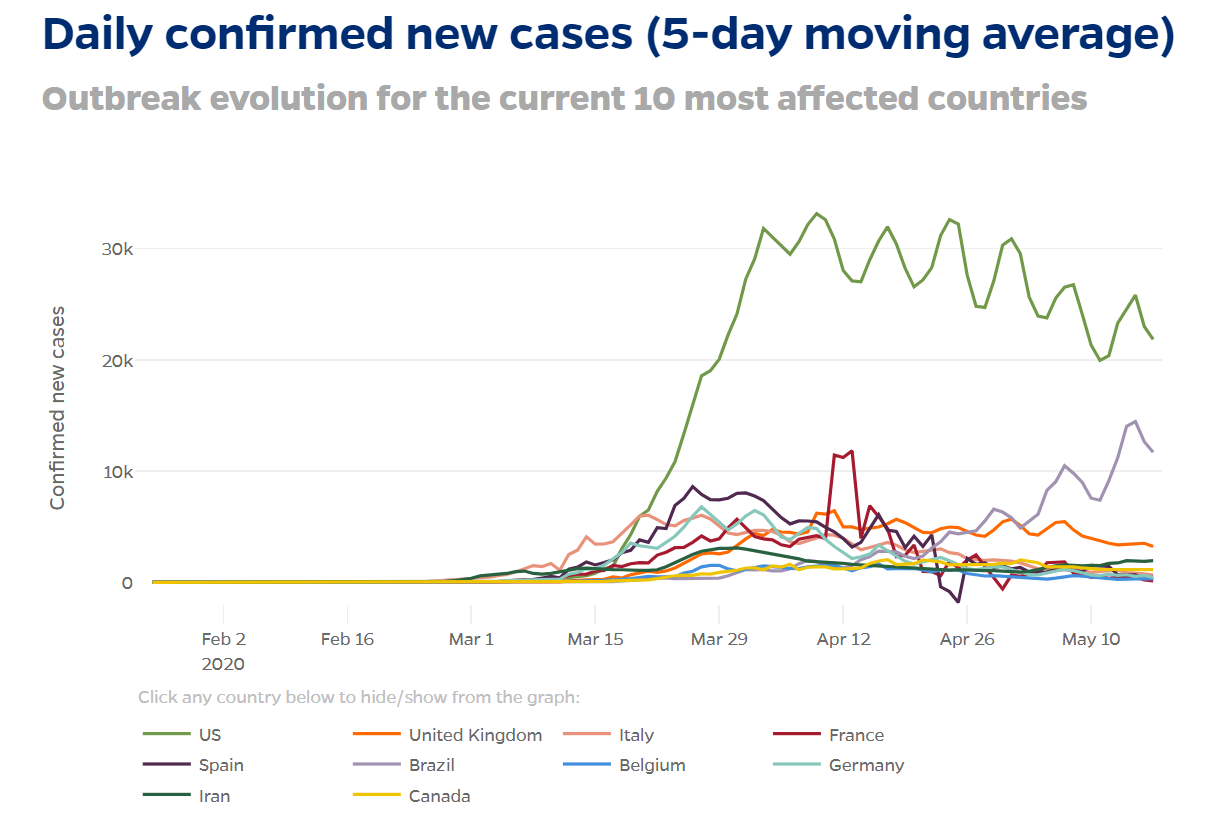 Daily confirmed new cases (5-day moving average)
Outbreak evolution for the current 10 most affected countries
Confirmed new cases
30k
20k
10k
0
Feb 2 Feb 16 Mar 1 Mar 15 Mar 29 Apr 12 Apr 26 May 10
2020
Click any country below to hide/show from the graph:
US United Kingdom Italy France
Spain Brazil Belgium Germany
Iran Canada